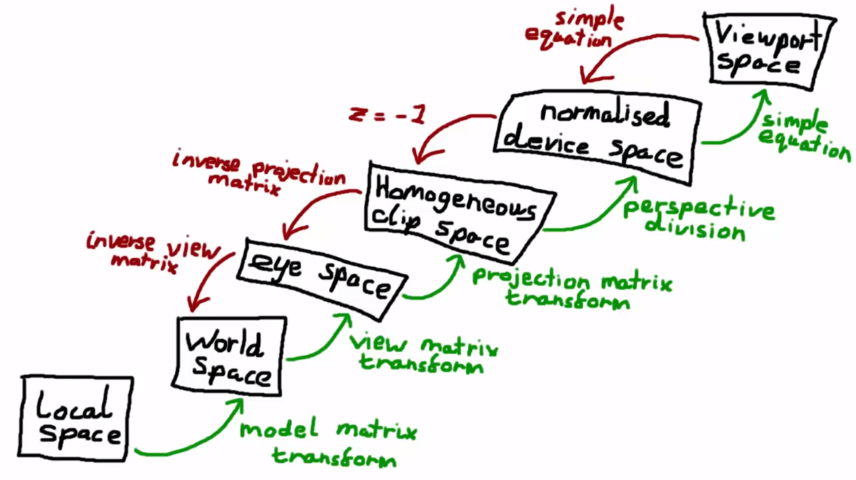 simple
equation
Viewport
space
normalised
device space
simple
equation
z = -1
inverse projection
matrix
Homogeneous
clip space
perspective
division
inverse view
matrix
eye space
projection matrix
transform
World
Space
view matrix
transform
Local
Space
model matrix
transform